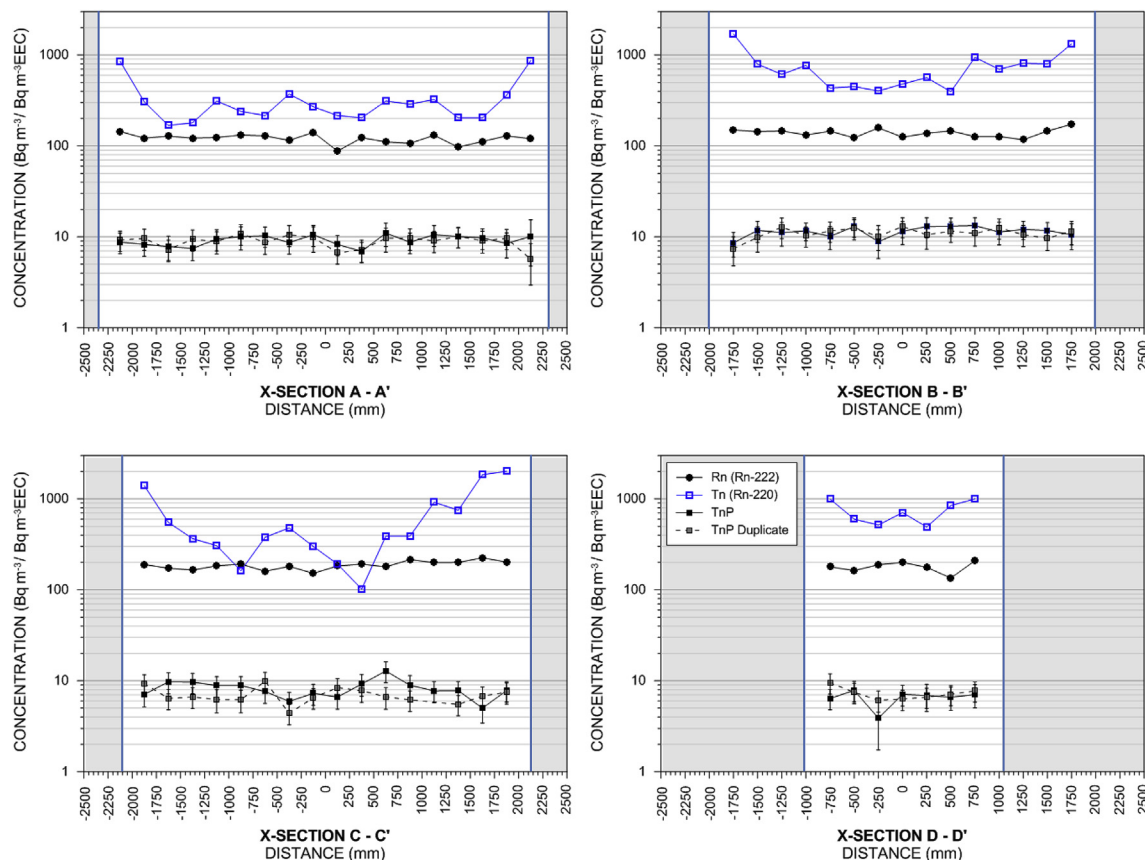 CONCENTRATION (Bq m⁻³/ Bq m⁻³EEC)
1000
100
10
1
-2500 -2250 -2000 -1750 -1500 -1250 -1000 -750 -500 -250 0 250 500 750 1000 1250 1500 1750 2000 2250 2500
X-SECTION A - A'
DISTANCE (mm)
CONCENTRATION (Bq m⁻³/ Bq m⁻³EEC)
1000
100
10
1
-2500 -2250 -2000 -1750 -1500 -1250 -1000 -750 -500 -250 0 250 500 750 1000 1250 1500 1750 2000 2250 2500
X-SECTION B - B'
DISTANCE (mm)
CONCENTRATION (Bq m⁻³/ Bq m⁻³EEC)
1000
100
10
1
-2500 -2250 -2000 -1750 -1500 -1250 -1000 -750 -500 -250 0 250 500 750 1000 1250 1500 1750 2000 2250 2500
X-SECTION C - C'
DISTANCE (mm)
CONCENTRATION (Bq m⁻³/ Bq m⁻³EEC)
1000
100
10
1
Rn (Rn-222)
Tn (Rn-220)
TnP
TnP Duplicate
-2500 -2250 -2000 -1750 -1500 -1250 -1000 -750 -500 -250 0 250 500 750 1000 1250 1500 1750 2000 2250 2500
X-SECTION D - D'
DISTANCE (mm)